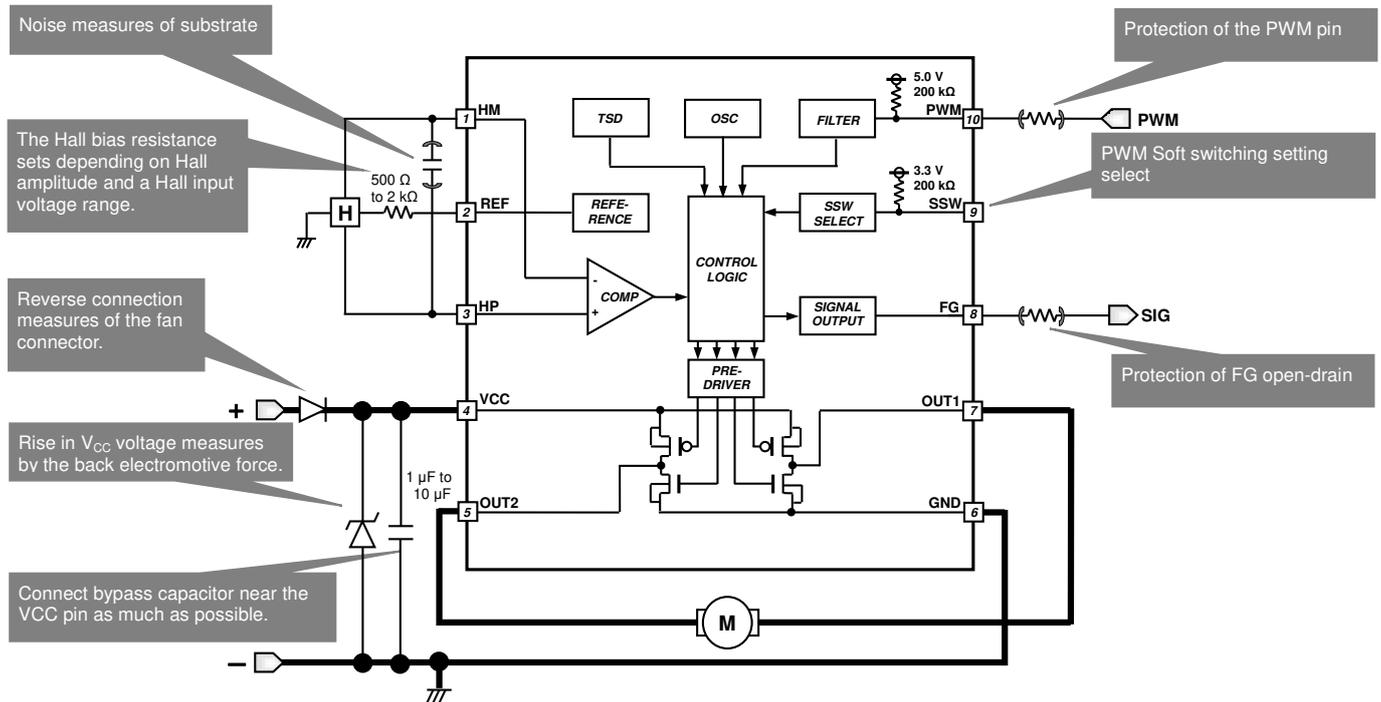 Noise measures of substrate
The Hall bias resistance
sets depending on Hall
amplitude and a Hall input
voltage range.
Reverse connection
measures of the fan
connector.
Rise in VCC voltage measures
by the back electromotive force.
Connect bypass capacitor near the
VCC pin as much as possible.
500 Ω
to 2 kΩ
H
+
1 µF to
10 µF
–
1
HM
2
REF
3
HP
4
VCC
5
OUT2
TSD
OSC
FILTER
5.0 V
200 kΩ
PWM
10
PWM
REFE-
RENCE
CONTROL
LOGIC
SSW
SELECT
3.3 V
200 kΩ
SSW
9
-
COMP
+
SIGNAL
OUTPUT
FG
8
SIG
PRE-
DRIVER
OUT1
7
GND
6
M
Protection of the PWM pin
PWM Soft switching setting
select
Protection of FG open-drain